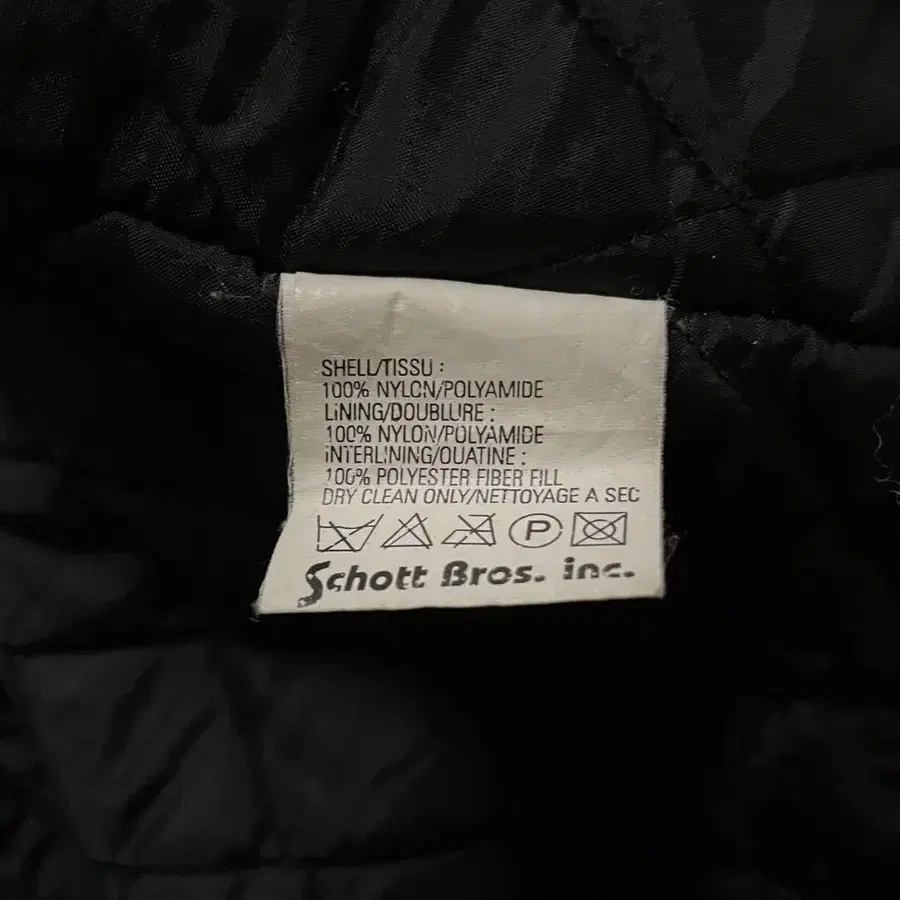 SHELL/TISSU :
100% NYLON/POLYAMIDE
LINING/DOUBLURE :
100% NYLON/POLYAMIDE
INTERLINING/OUATINE :
100% POLYESTER FIBER FILL
DRY CLEAN ONLY/NETTOYAGE A SEC
P
Schott Bros. inc.